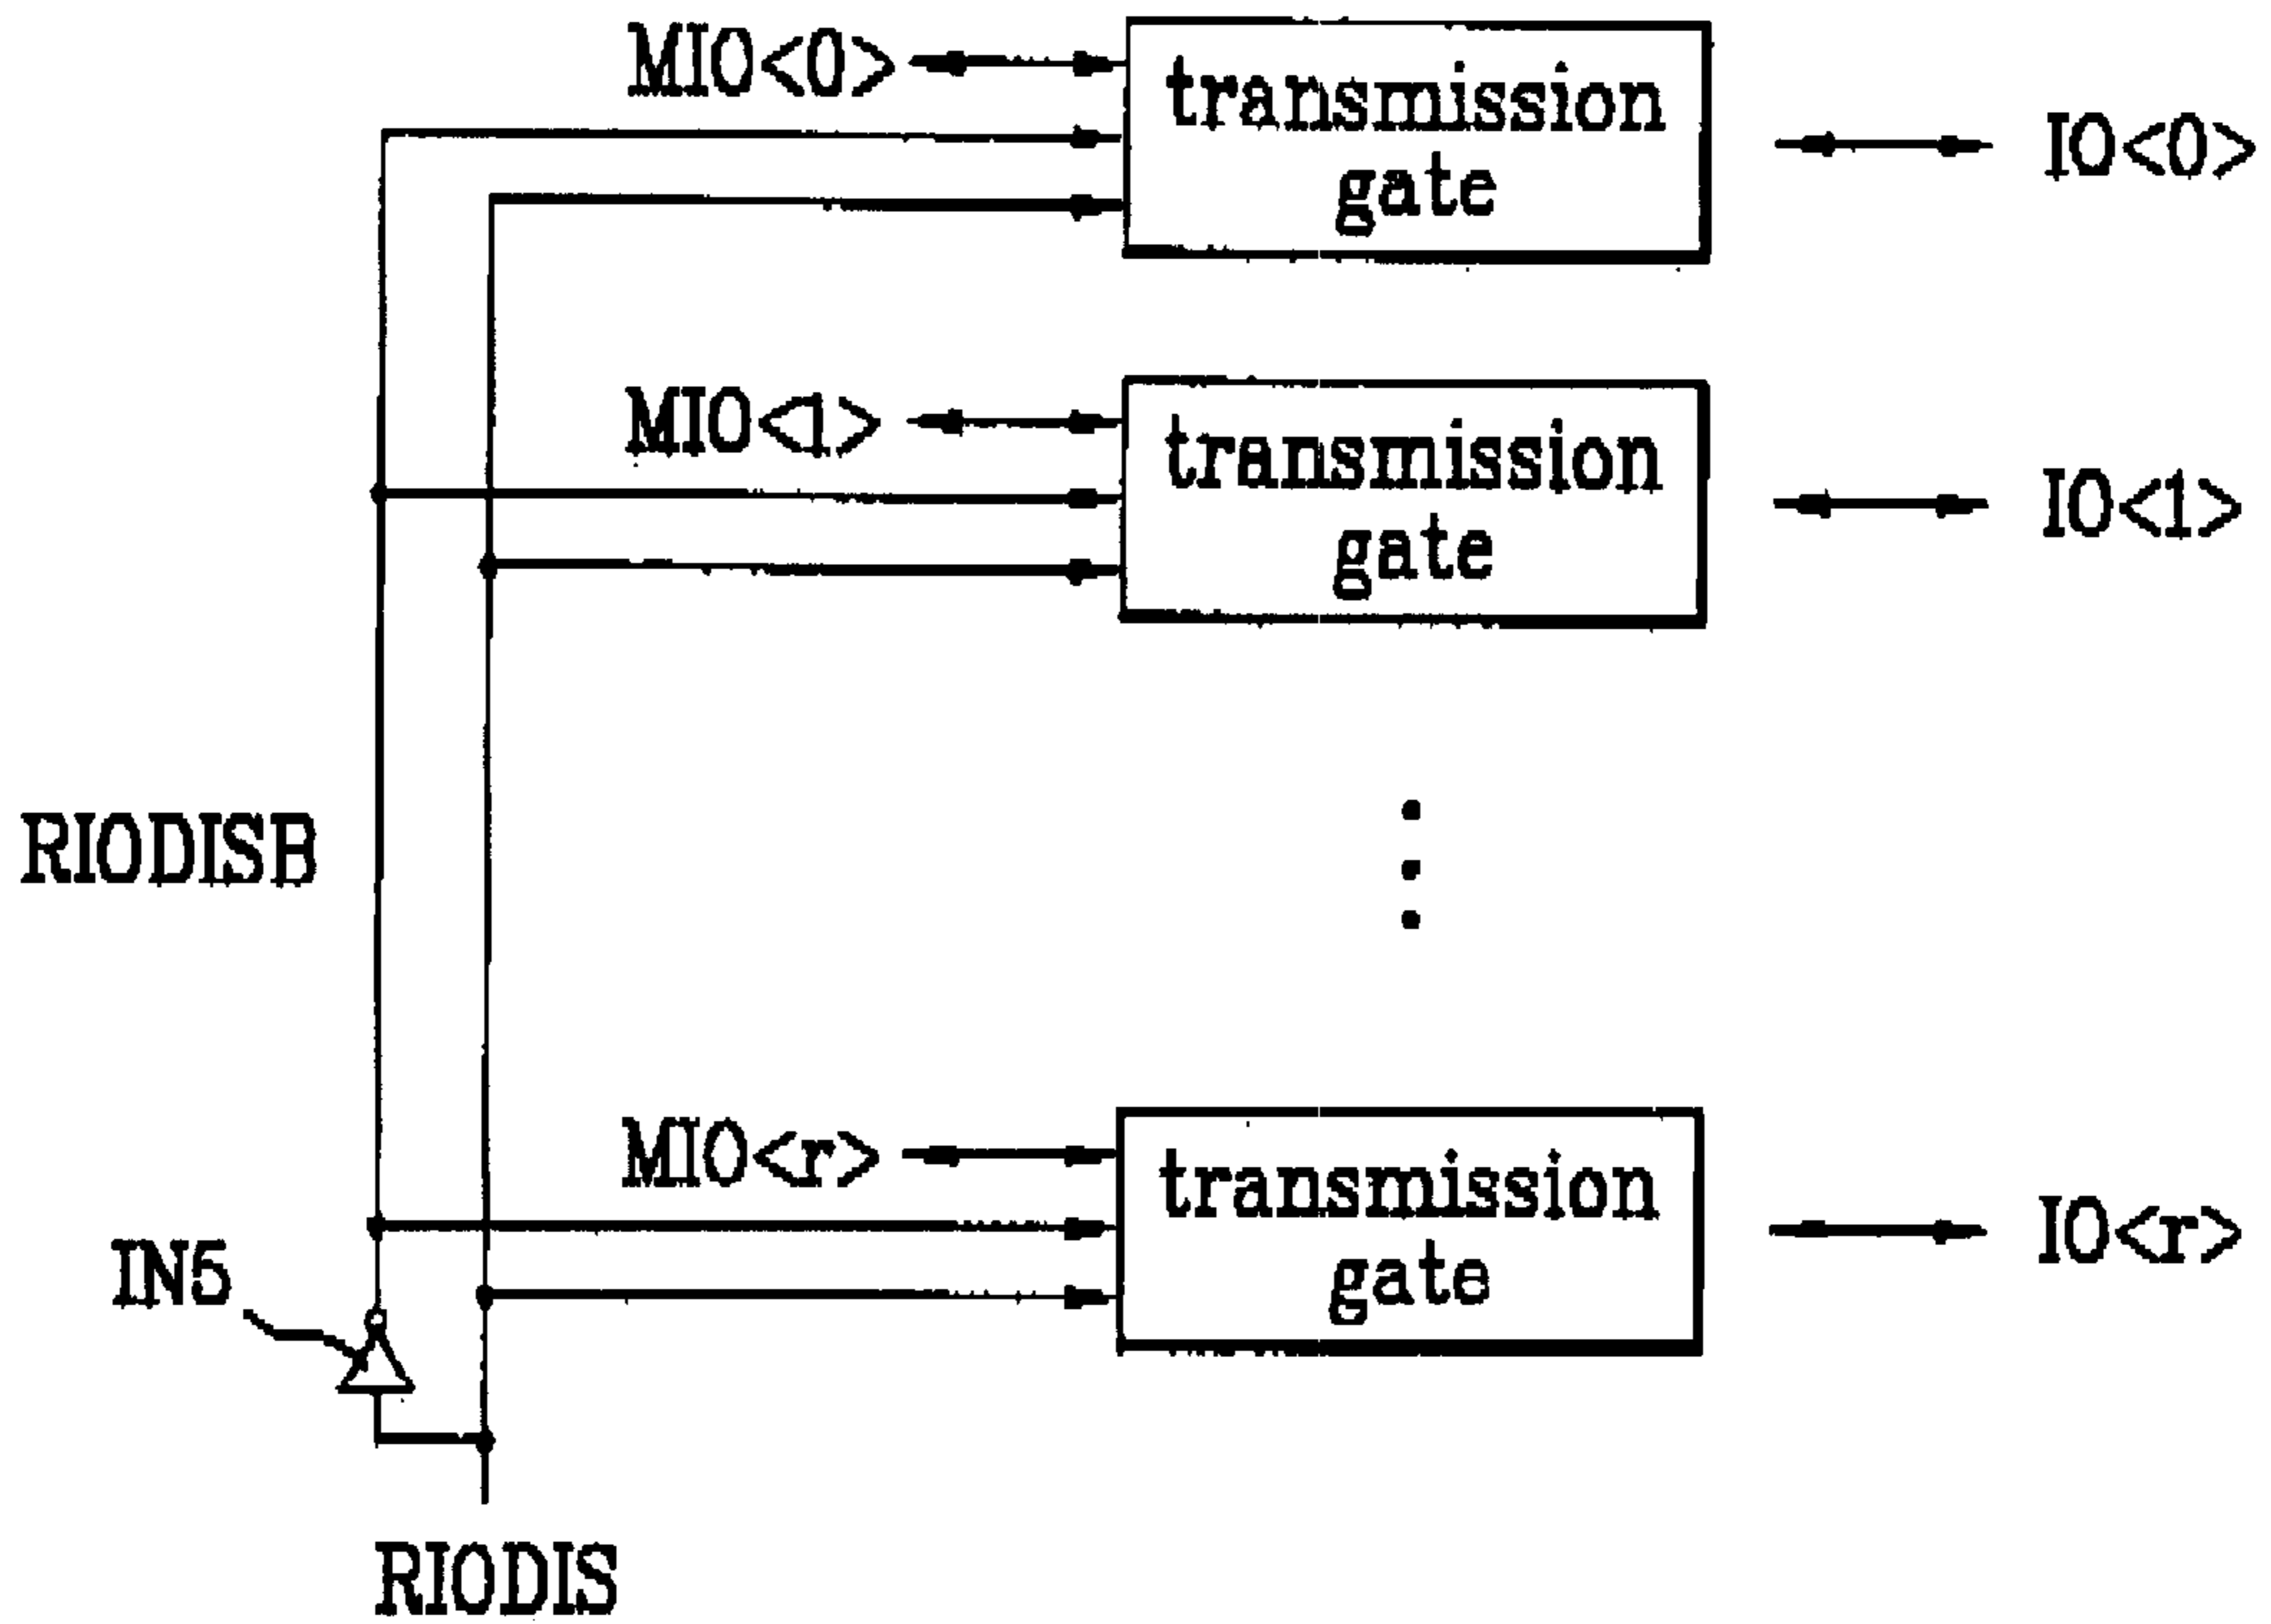 MIO<0>
transmission
gate
IO<0>
MIO<1>
transmission
gate
IO<1>
RIODISB
MIO<r>
transmission
gate
IO<r>
IN5
RIODIS